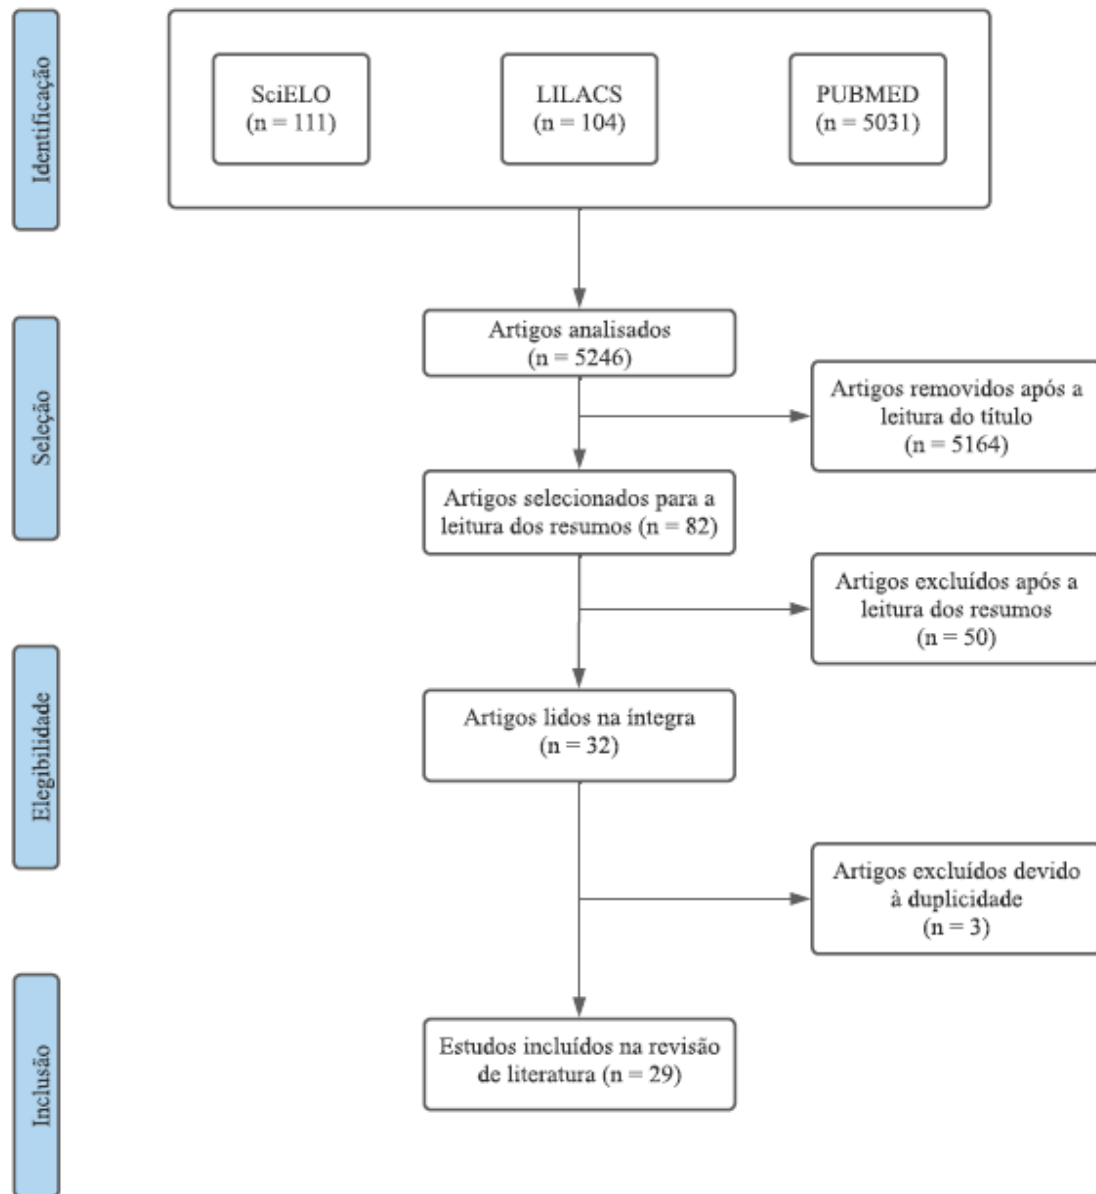 Identificação
SciELO
(n = 111)
LILACS
(n = 104)
PUBMED
(n = 5031)
Seleção
Artigos analisados
(n = 5246)
Artigos removidos após a
leitura do título
(n = 5164)
Artigos selecionados para a
leitura dos resumos (n = 82)
Artigos excluídos após a
leitura dos resumos
(n = 50)
Elegibilidade
Artigos lidos na íntegra
(n = 32)
Artigos excluídos devido
à duplicidade
(n = 3)
Inclusão
Estudos incluídos na revisão
de literatura (n = 29)